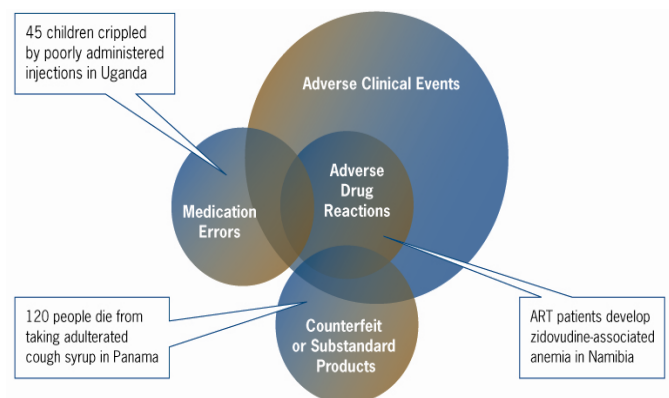 45 children crippled
by poorly administered
injections in Uganda
Adverse Clinical Events
Adverse
Drug
Reactions
Medication
Errors
120 people die from
taking adulterated
cough syrup in Panama
Counterfeit
or Substandard
Products
ART patients develop
zidovudine-associated
anemia in Namibia